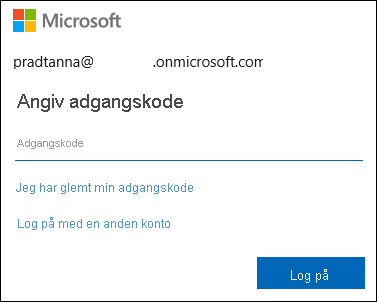 Microsoft
pradtanna@ .onmicrosoft.com
Angiv adgangskode
Adgangskode
Jeg har glemt min adgangskode
Log på med en anden konto
Log på